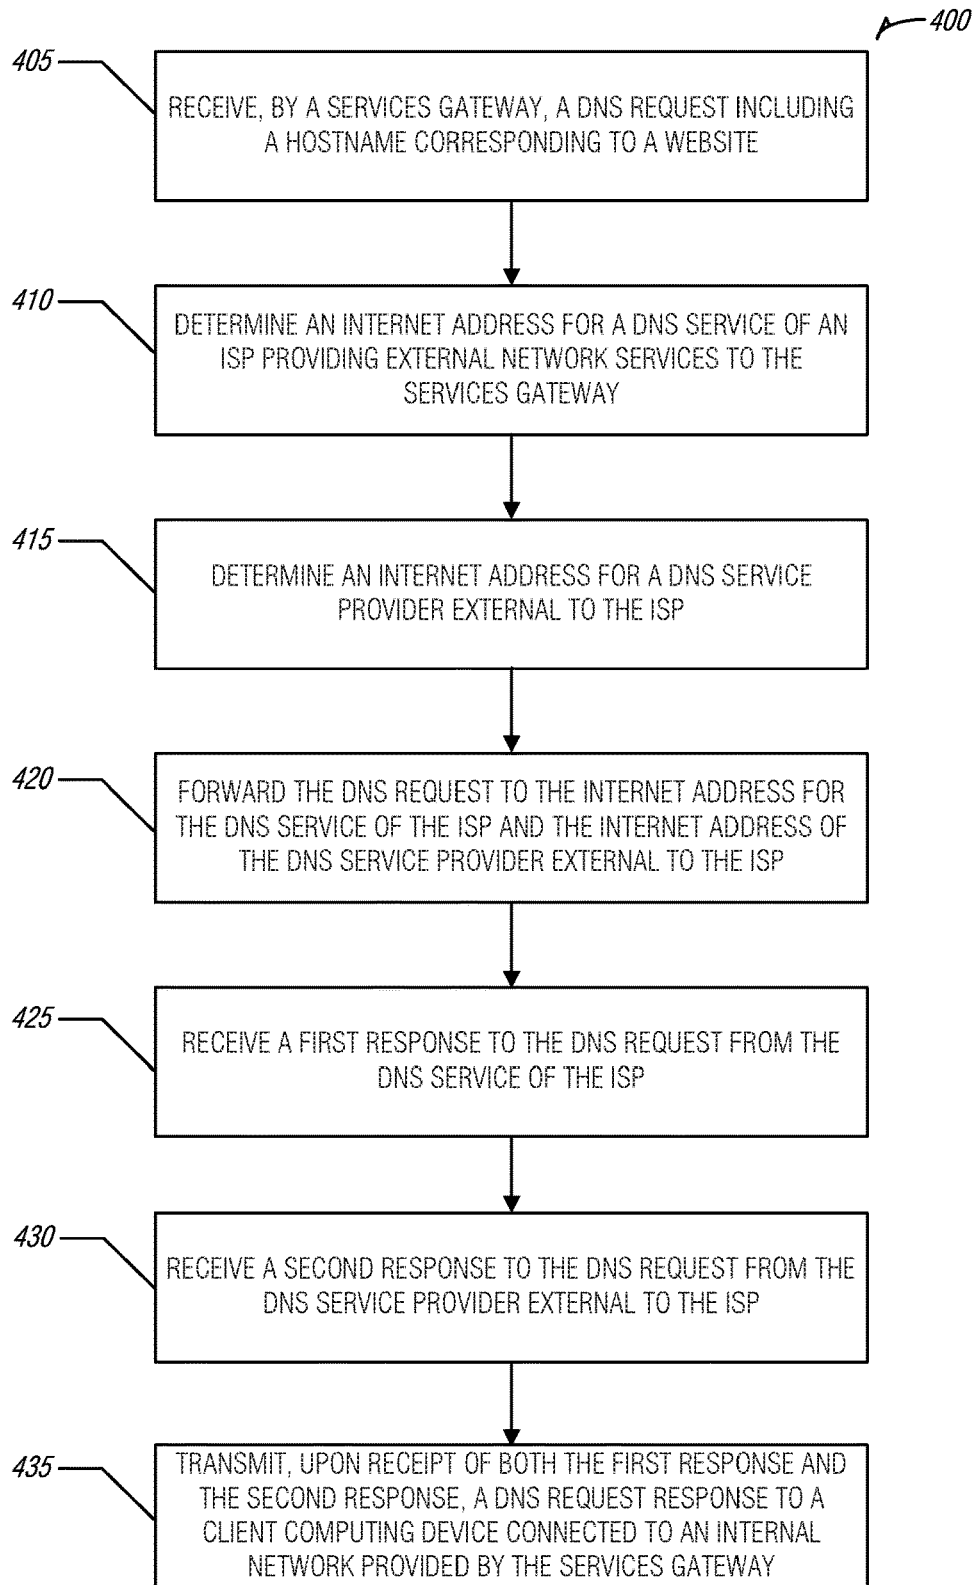 400
405
RECEIVE, BY A SERVICES GATEWAY, A DNS REQUEST INCLUDING
A HOSTNAME CORRESPONDING TO A WEBSITE
410
DETERMINE AN INTERNET ADDRESS FOR A DNS SERVICE OF AN
ISP PROVIDING EXTERNAL NETWORK SERVICES TO THE
SERVICES GATEWAY
415
DETERMINE AN INTERNET ADDRESS FOR A DNS SERVICE
PROVIDER EXTERNAL TO THE ISP
420
FORWARD THE DNS REQUEST TO THE INTERNET ADDRESS FOR
THE DNS SERVICE OF THE ISP AND THE INTERNET ADDRESS OF
THE DNS SERVICE PROVIDER EXTERNAL TO THE ISP
425
RECEIVE A FIRST RESPONSE TO THE DNS REQUEST FROM THE
DNS SERVICE OF THE ISP
430
RECEIVE A SECOND RESPONSE TO THE DNS REQUEST FROM THE
DNS SERVICE PROVIDER EXTERNAL TO THE ISP
435
TRANSMIT, UPON RECEIPT OF BOTH THE FIRST RESPONSE AND
THE SECOND RESPONSE, A DNS REQUEST RESPONSE TO A
CLIENT COMPUTING DEVICE CONNECTED TO AN INTERNAL
NETWORK PROVIDED BY THE SERVICES GATEWAY